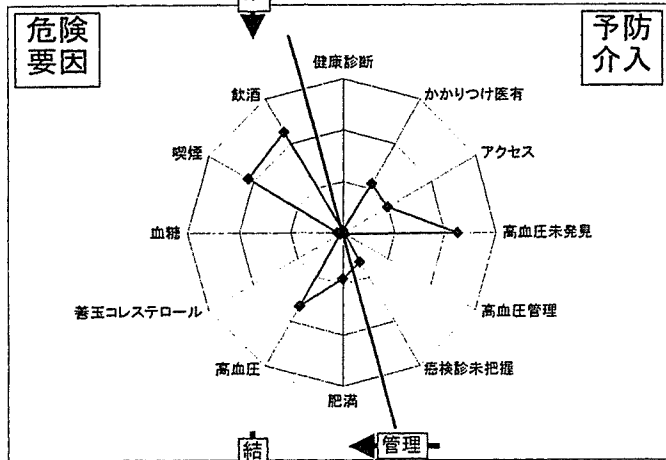 危険
要因
予防
介入
健康診断
飲酒
かかりつけ医有
喫煙
アクセス
血糖
高血圧未発見
善玉コレステロール
高血圧管理
高血圧
癌検診未把握
肥満
結
管理